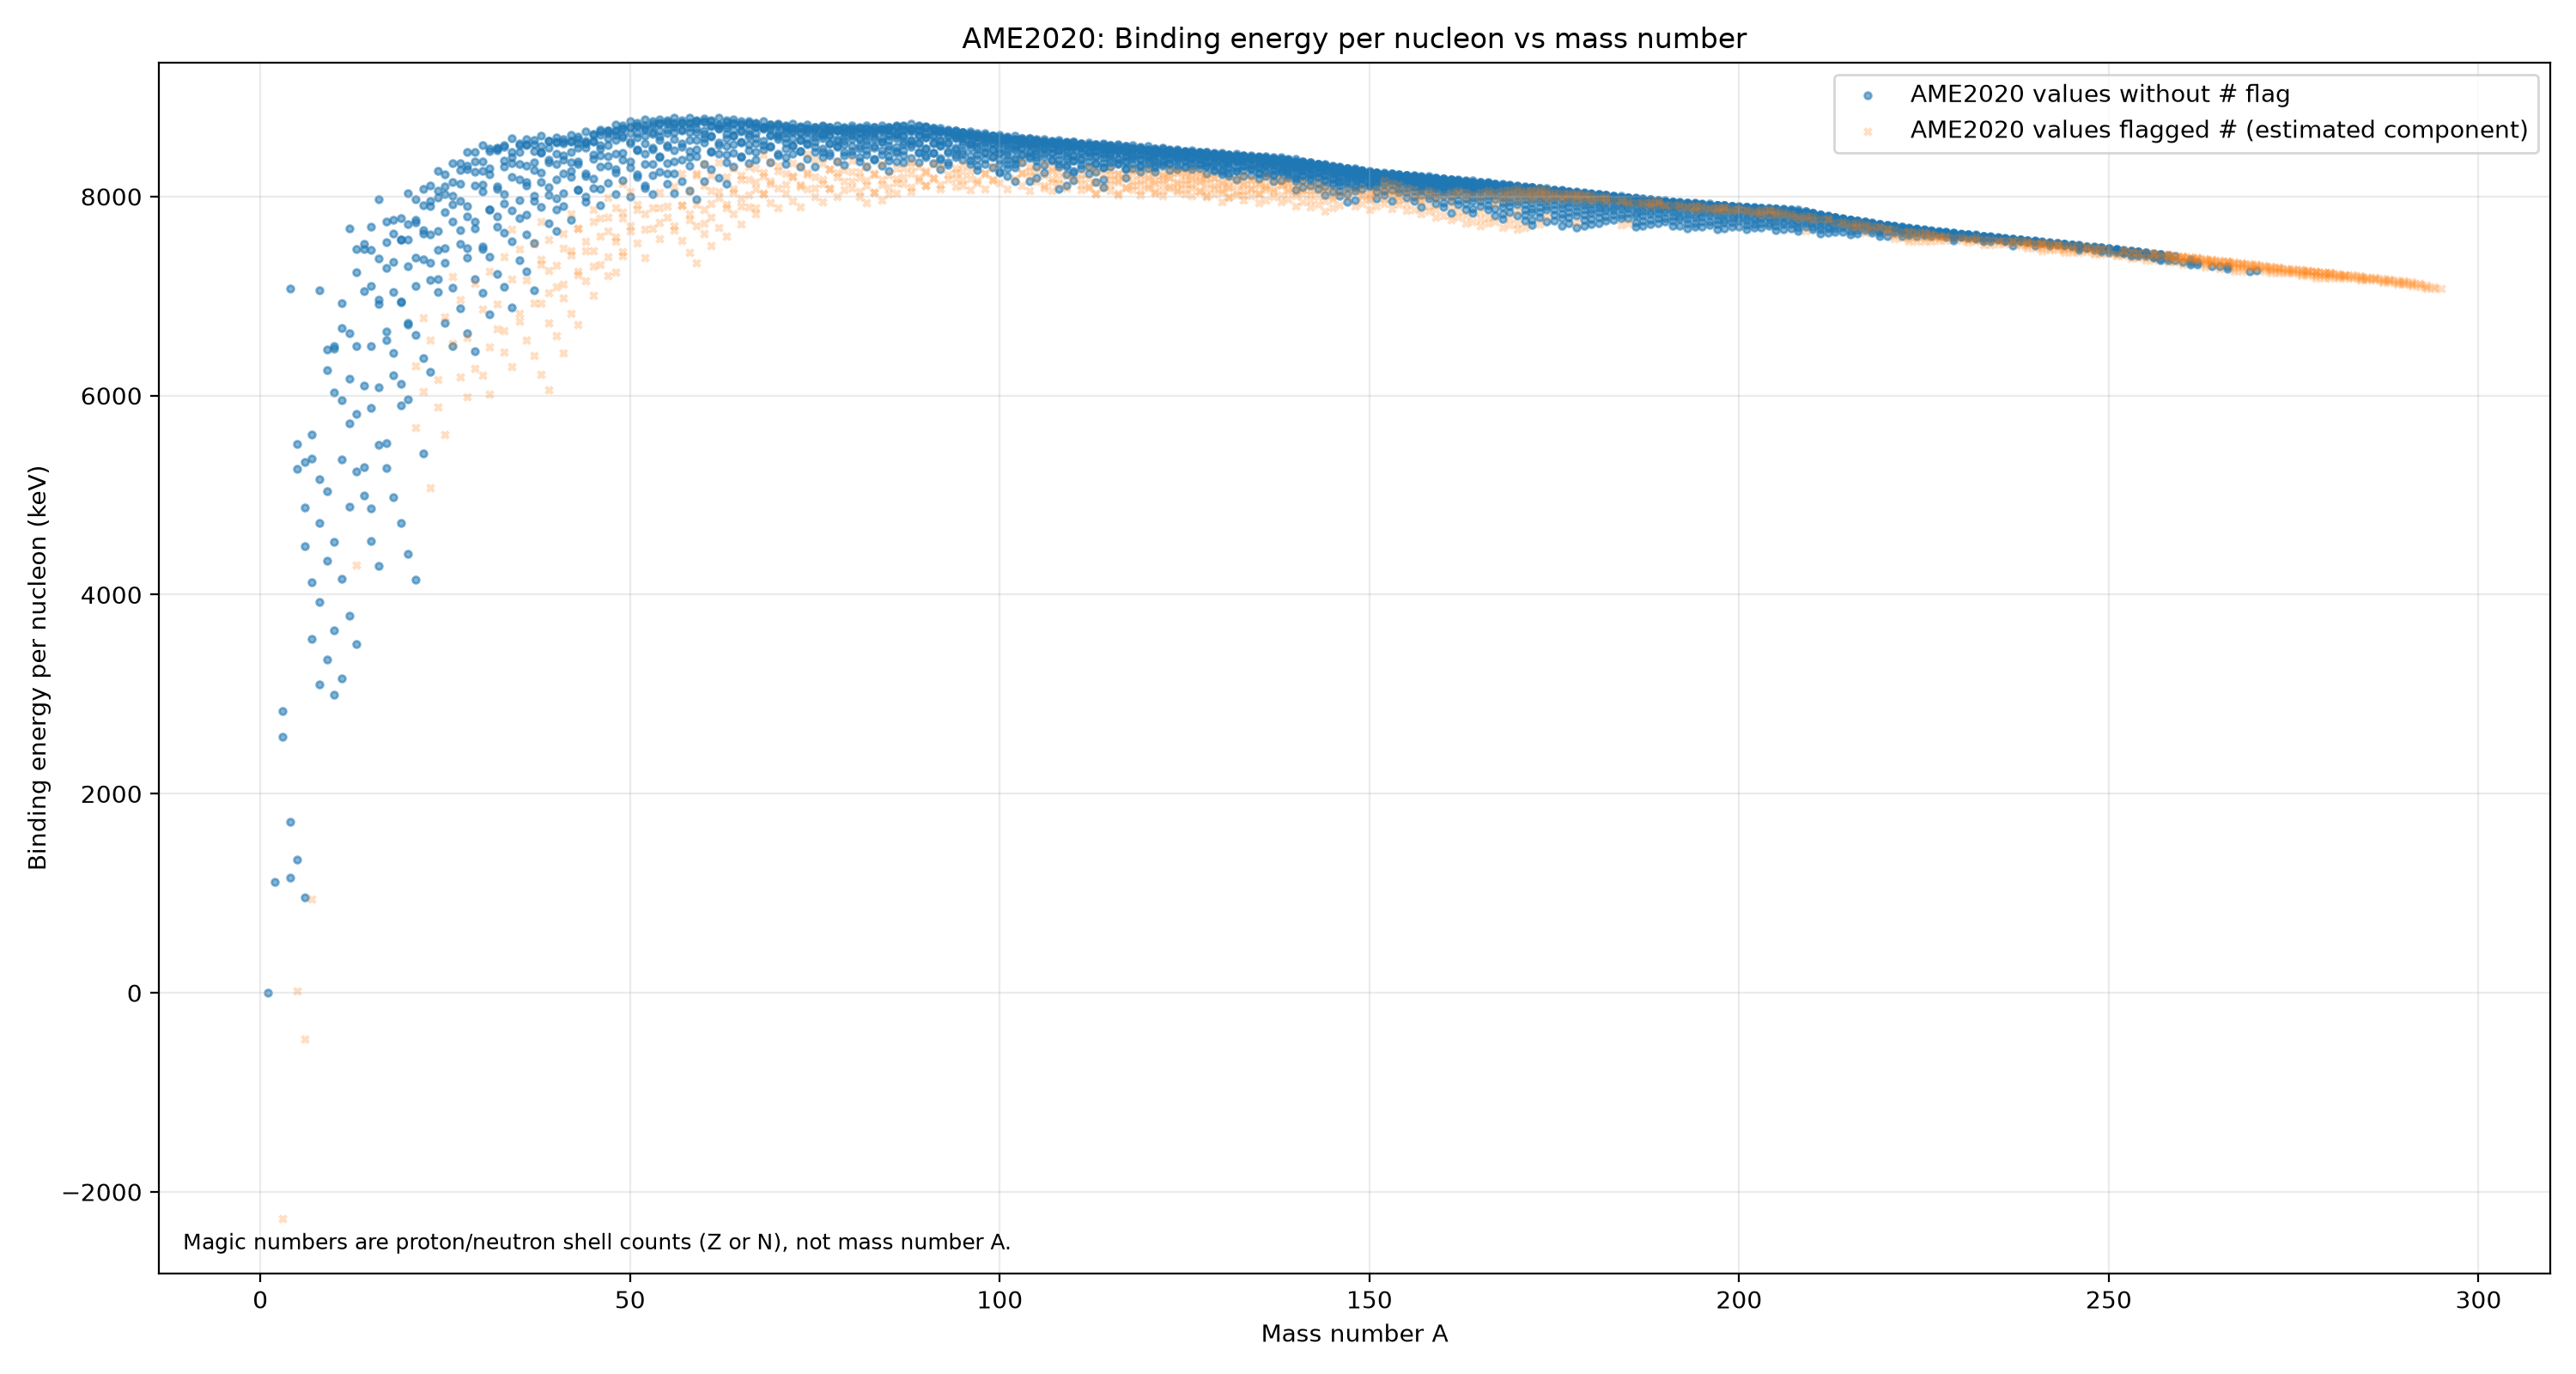 AME2020: Binding energy per nucleon vs mass number
AME2020 values without # flag
AME2020 values flagged # (estimated component)
Binding energy per nucleon (keV)
8000
6000
4000
2000
0
−2000
Magic numbers are proton/neutron shell counts (Z or N), not mass number A.
0 50 100 150 200 250 300
Mass number A